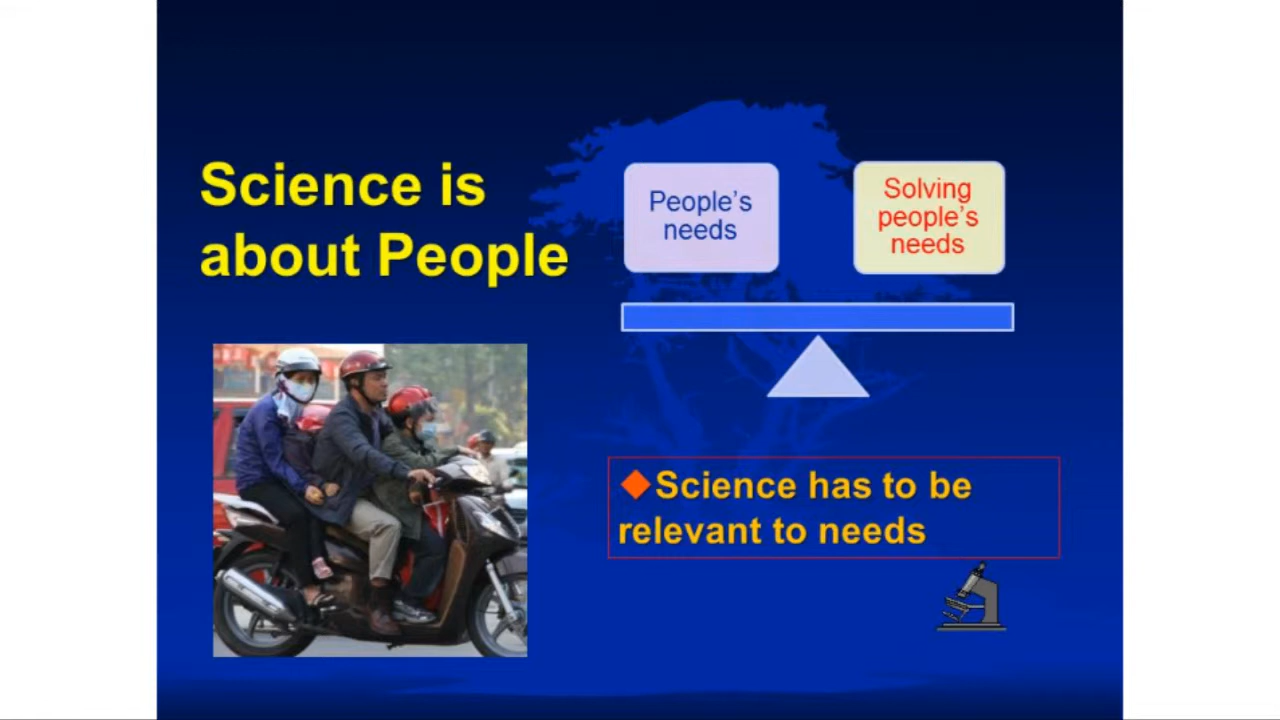 Science is
about People
People's
needs
Solving
people's
needs
Science has to be
relevant to needs